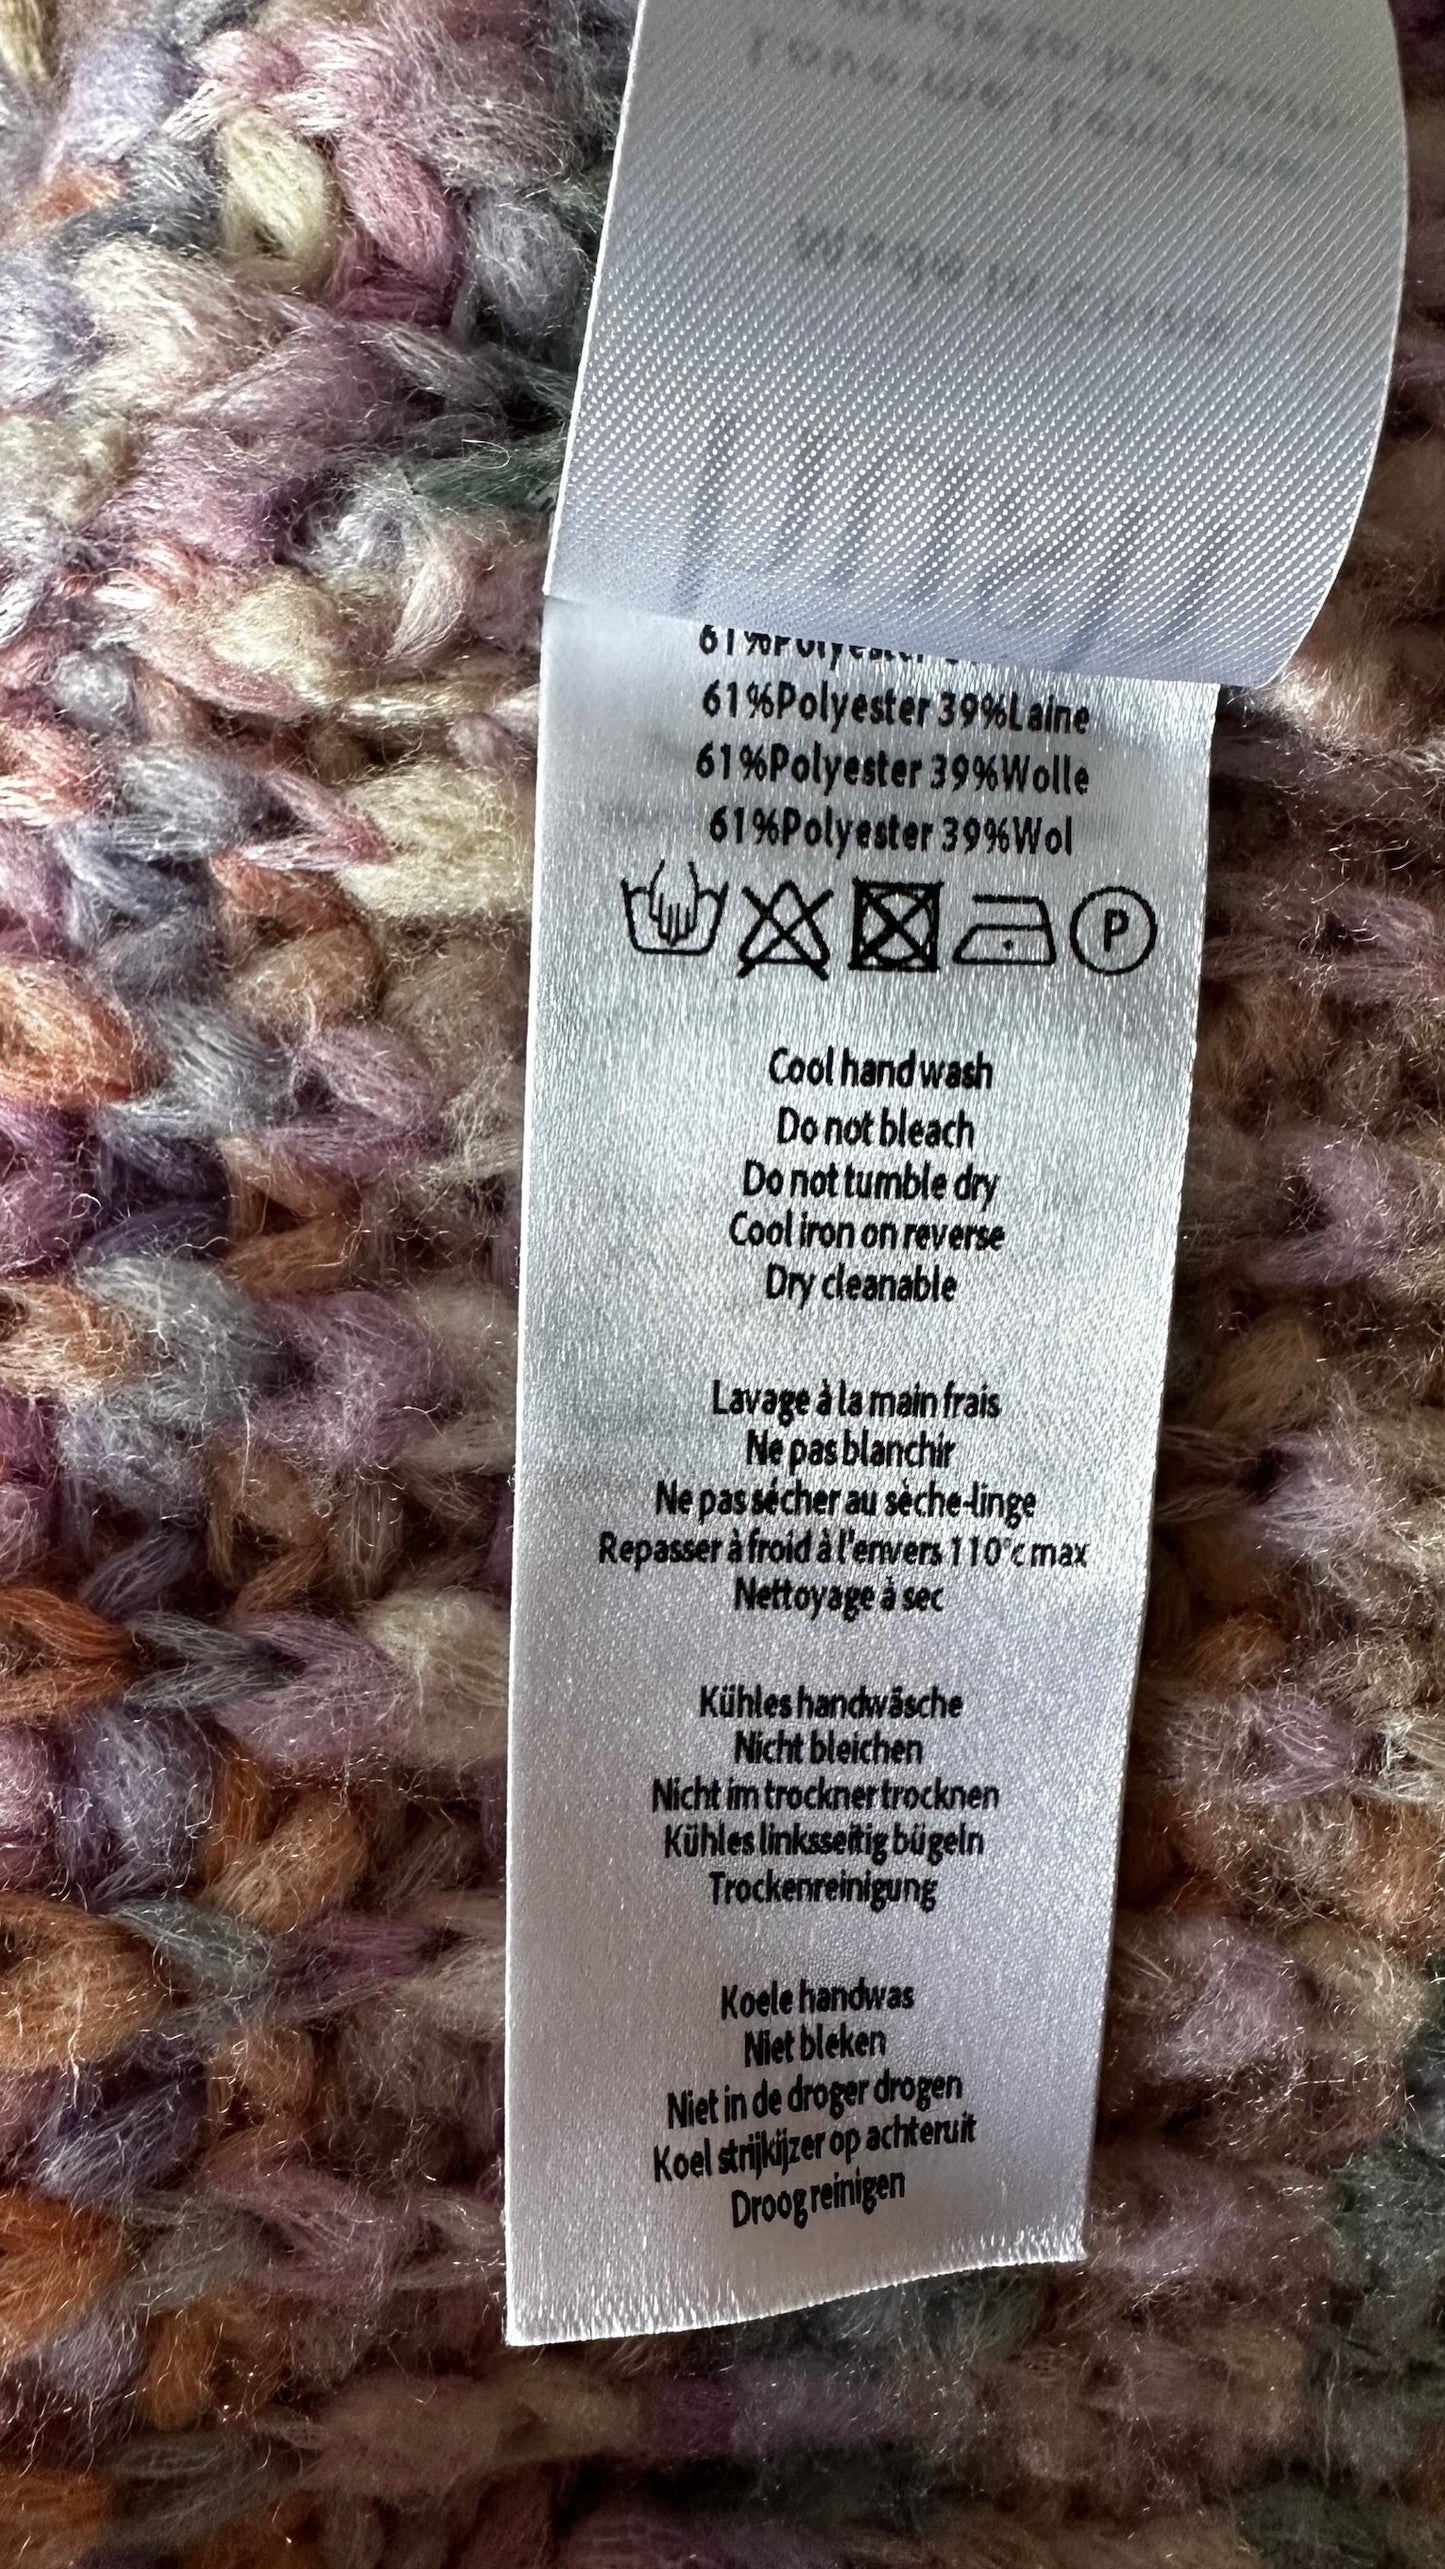 61%Polyester
61%Polyester 39%Laine
61%Polyester 39%Wolle
61%Polyester 39%Wol
P
Cool hand wash
Do not bleach
Do not tumble dry
Cool iron on reverse
Dry cleanable
Lavage à la main frais
Ne pas blanchir
Ne pas sécher au sèche-linge
Repasser à froid à l'envers 110°c max
Nettoyage à sec
Kühles handwäsche
Nicht bleichen
Nicht im trockner trocknen
Kühles linksseitig bügeln
Trockenreinigung
Koele handwas
Niet bleken
Niet in de droger drogen
Koel strijkijzer op achteruit
Droog reinigen